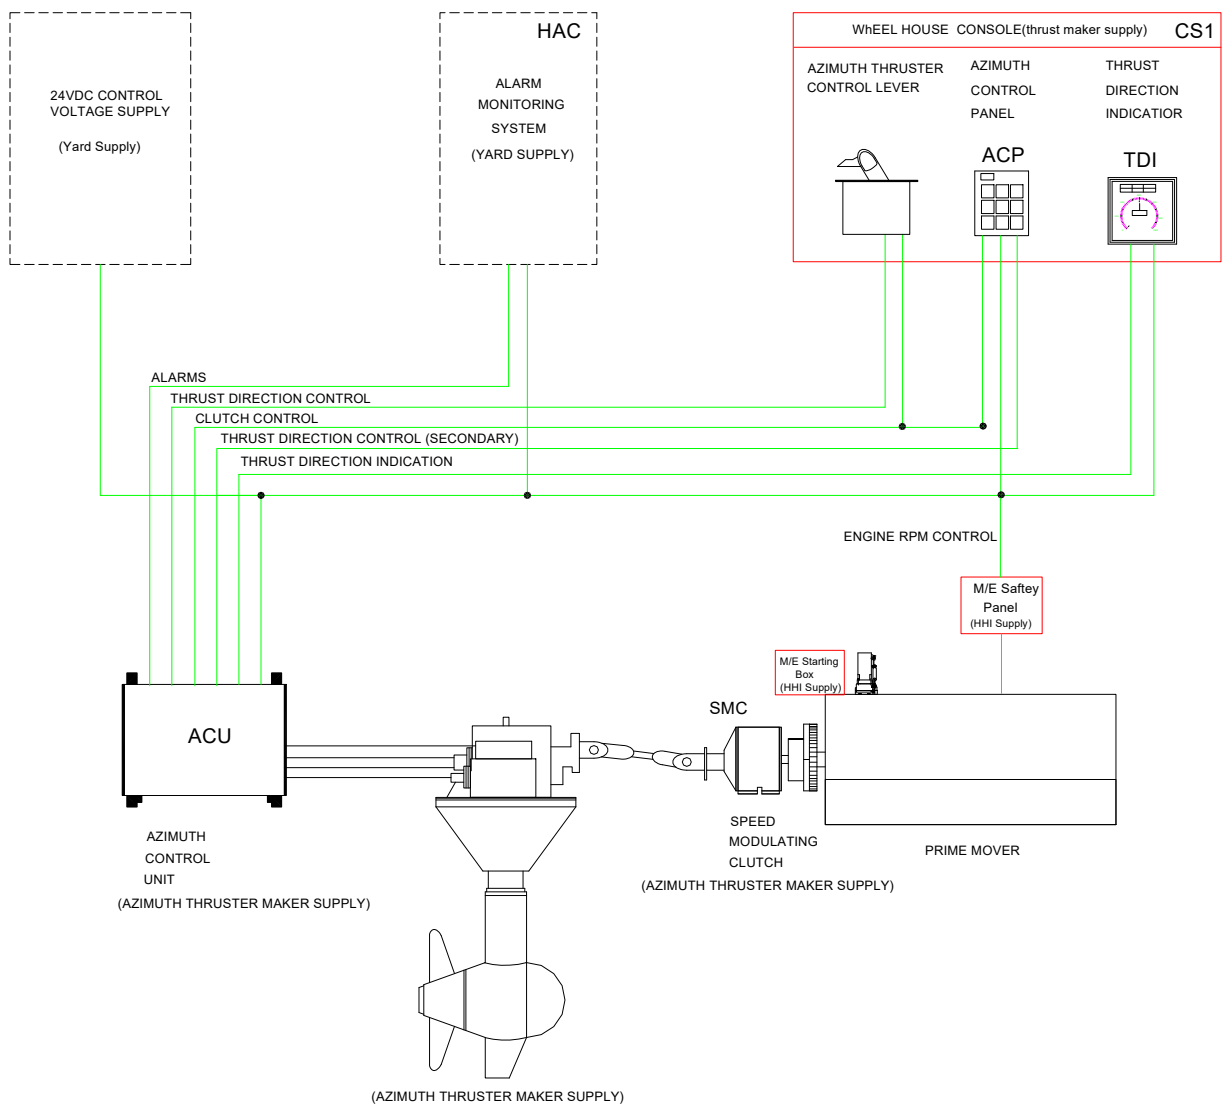 24VDC CONTROL
VOLTAGE SUPPLY
(Yard Supply)
HAC
ALARM
MONITORING
SYSTEM
(YARD SUPPLY)
WhEEL HOUSE CONSOLE(thrust maker supply)
CS1
AZIMUTH THRUSTER
CONTROL LEVER
AZIMUTH
CONTROL
PANEL
ACP
THRUST
DIRECTION
INDICATIOR
TDI
ALARMS
THRUST DIRECTION CONTROL
CLUTCH CONTROL
THRUST DIRECTION CONTROL (SECONDARY)
THRUST DIRECTION INDICATION
ENGINE RPM CONTROL
M/E Saftey
Panel
(HHI Supply)
M/E Starting
Box
(HHI Supply)
ACU
SMC
AZIMUTH
CONTROL
UNIT
(AZIMUTH THRUSTER MAKER SUPPLY)
SPEED
MODULATING
CLUTCH
(AZIMUTH THRUSTER MAKER SUPPLY)
PRIME MOVER
(AZIMUTH THRUSTER MAKER SUPPLY)